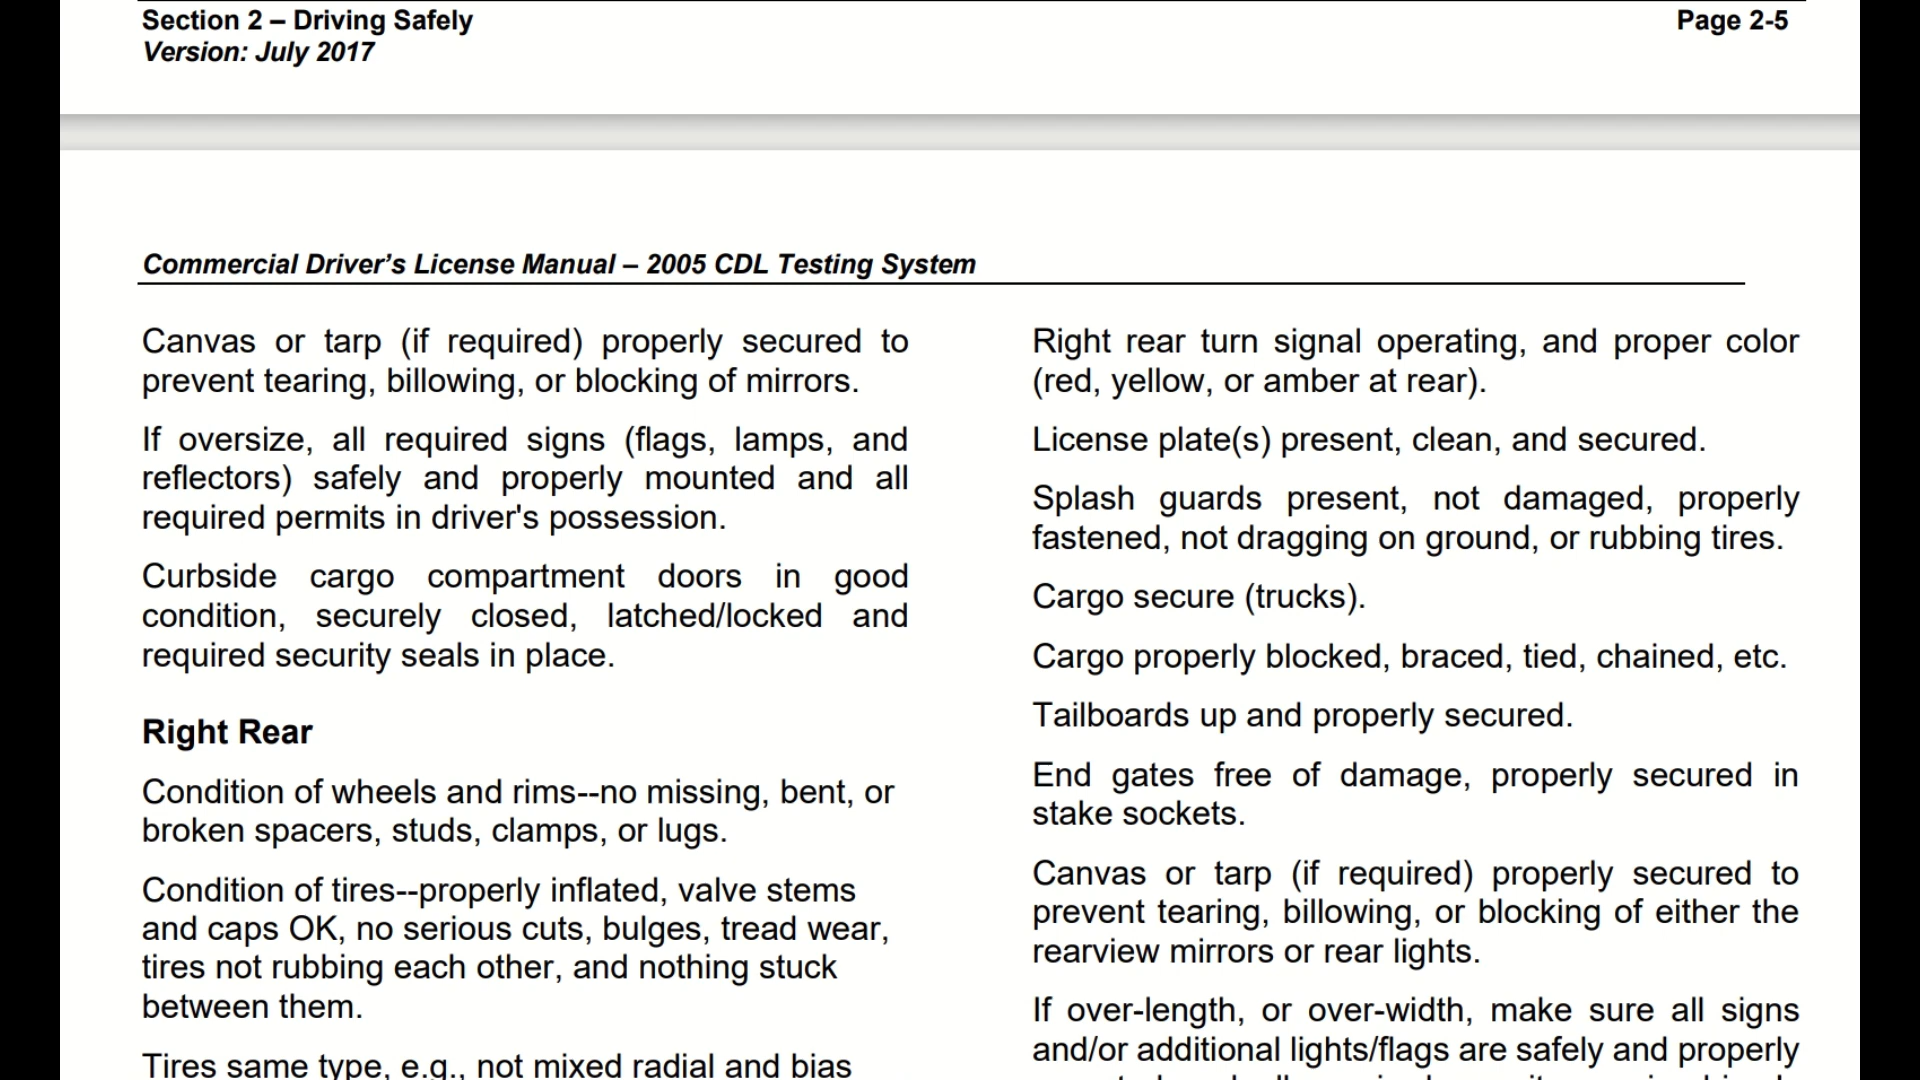 Section 2 – Driving Safely
Page 2-5
Version: July 2017
Commercial Driver's License Manual – 2005 CDL Testing System
Canvas or tarp (if required) properly secured to
prevent tearing, billowing, or blocking of mirrors.
If oversize, all required signs (flags, lamps, and
reflectors) safely and properly mounted and all
required permits in driver's possession.
Curbside cargo compartment doors in good
condition, securely closed, latched/locked and
required security seals in place.
Right Rear
Condition of wheels and rims--no missing, bent, or
broken spacers, studs, clamps, or lugs.
Condition of tires--properly inflated, valve stems
and caps OK, no serious cuts, bulges, tread wear,
tires not rubbing each other, and nothing stuck
between them.
Tires same type, e.g., not mixed radial and bias
Right rear turn signal operating, and proper color
(red, yellow, or amber at rear).
License plate(s) present, clean, and secured.
Splash guards present, not damaged, properly
fastened, not dragging on ground, or rubbing tires.
Cargo secure (trucks).
Cargo properly blocked, braced, tied, chained, etc.
Tailboards up and properly secured.
End gates free of damage, properly secured in
stake sockets.
Canvas or tarp (if required) properly secured to
prevent tearing, billowing, or blocking of either the
rearview mirrors or rear lights.
If over-length, or over-width, make sure all signs
and/or additional lights/flags are safely and properly